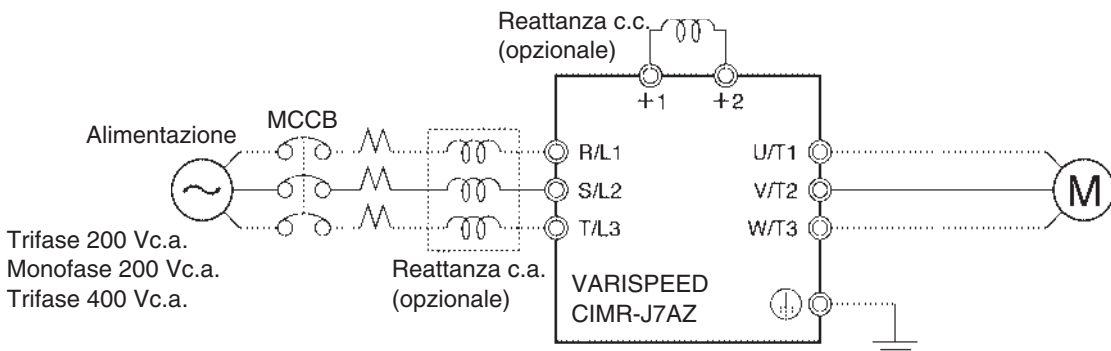 Reattanza c.c.
(opzionale)
+1
+2
Alimentazione
MCCB
R/L1
U/T1
S/L2
V/T2
M
T/L3
W/T3
Trifase 200 Vc.a.
Monofase 200 Vc.a.
Trifase 400 Vc.a.
Reattanza c.a.
(opzionale)
VARISPEED
CIMR-J7AZ